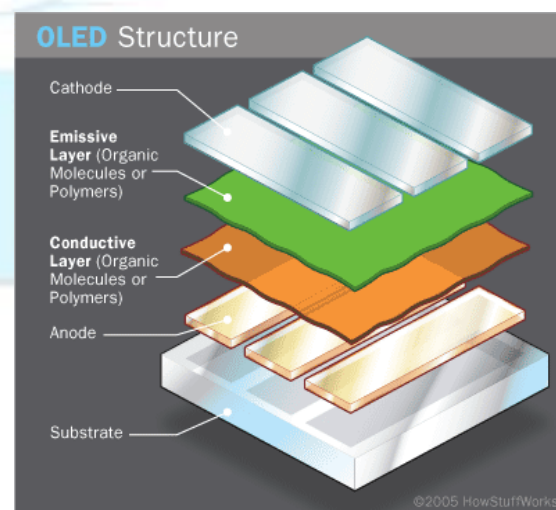 OLED Structure
Cathode
Emissive
Layer (Organic
Molecules or
Polymers)
Conductive
Layer (Organic
Molecules or
Polymers)
Anode
Substrate
©2005 HowStuffWorks